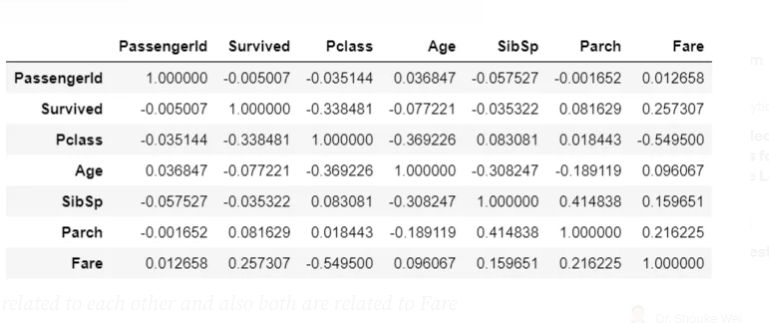 PassengerId Survived Pclass Age SibSp Parch Fare
PassengerId 1.000000 -0.005007 -0.035144 0.036847 -0.057527 -0.001652 0.012658
Survived -0.005007 1.000000 -0.338481 -0.077221 -0.035322 0.081629 0.257307
Pclass -0.035144 -0.338481 1.000000 -0.369226 0.083081 0.018443 -0.549500
Age 0.036847 -0.077221 -0.369226 1.000000 -0.308247 -0.189119 0.096067
SibSp -0.057527 -0.035322 0.083081 -0.308247 1.000000 0.414838 0.159651
Parch -0.001652 0.081629 0.018443 -0.189119 0.414838 1.000000 0.216225
Fare 0.012658 0.257307 -0.549500 0.096067 0.159651 0.216225 1.000000
related to each other and also both are related to Fare
Dr. Shouke Wei